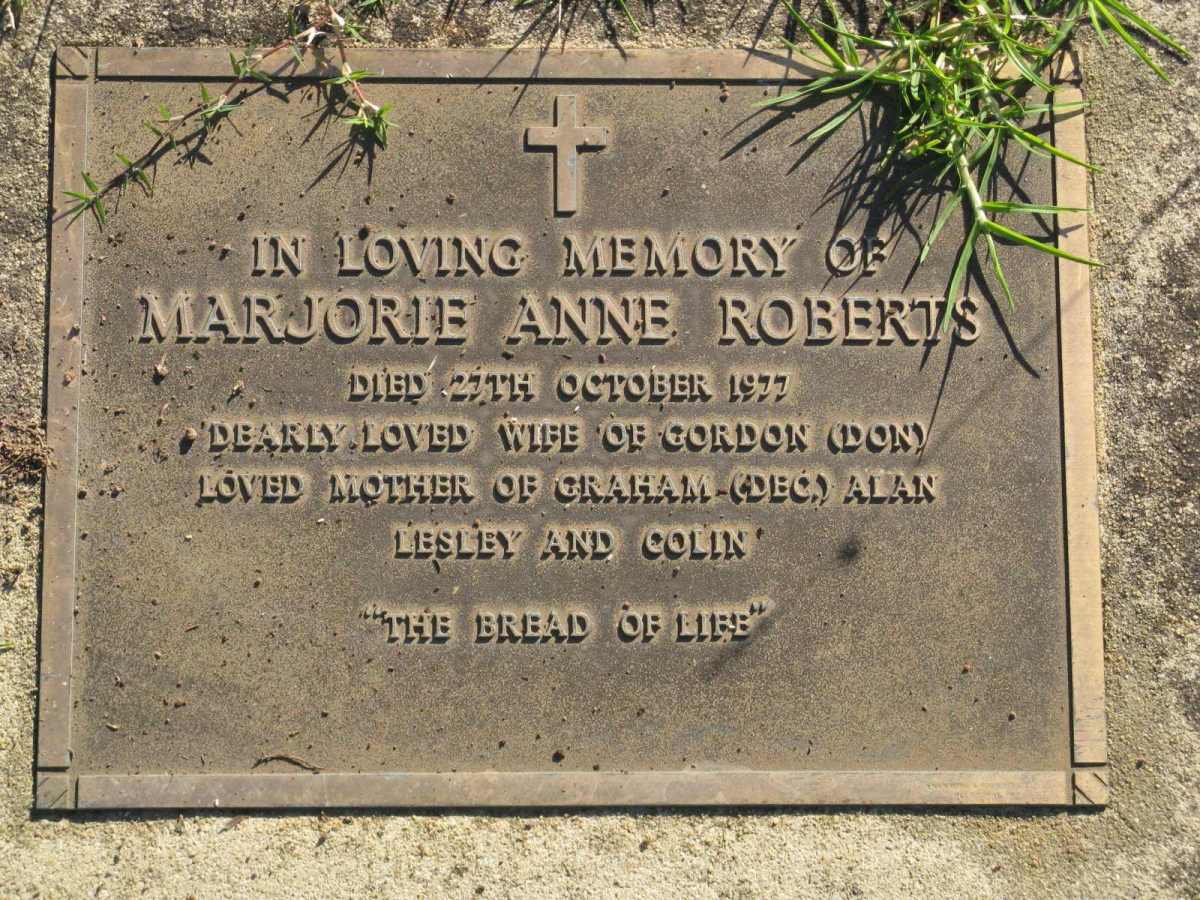 IN LOVING MEMORY OF
MARJORIE ANNE ROBERTS
DIED 27TH OCTOBER 1977
DEARLY LOVED WIFE OF GORDON (DON)
LOVED MOTHER OF GRAHAM (DEC.) ALAN
LESLEY AND COLIN
"THE BREAD OF LIFE"